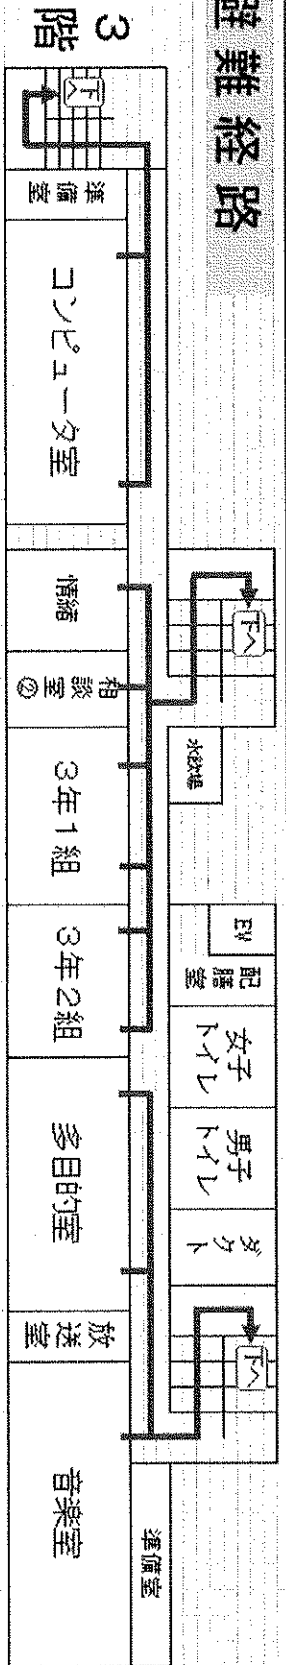 避難経路
3階
下へ
準備室
コンピュータ室
情緒
相談室②
3年1組
3年2組
多目的室
放送室
音楽室
下へ
水飲場
EV
配膳室
女子トイレ
男子トイレ
ダクト
下へ
準備室